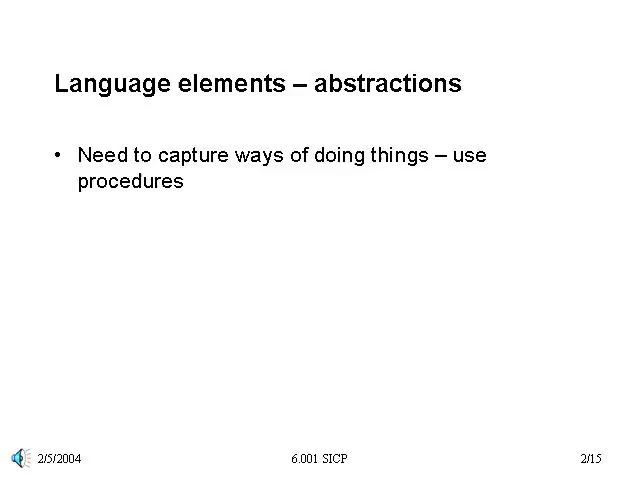 Language elements – abstractions
• Need to capture ways of doing things – use
procedures
2/5/2004 6.001 SICP 2/15